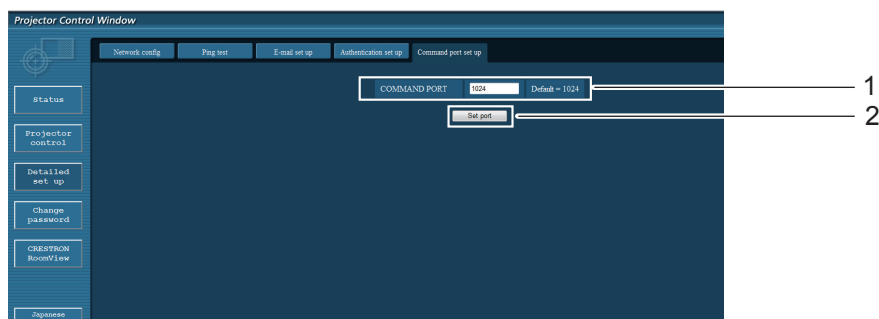 Projector Control Window
Network config Ping test E-mail set up Authentication set up Command port set up
COMMAND PORT 1024 Default = 1024 1
Set port 2
Status
Projector
control
Detailed
set up
Change
password
CRESTRON
RoomView
Japanese